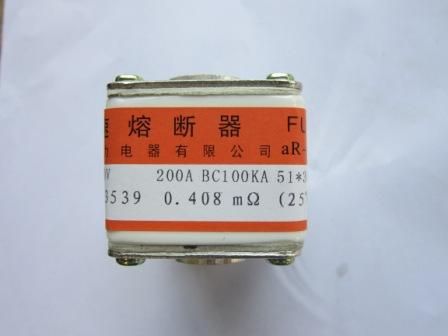 熔断器 FU
电器有限公司 aR-
V 200A BC100KA 51*
3539 0.408 mΩ (25°